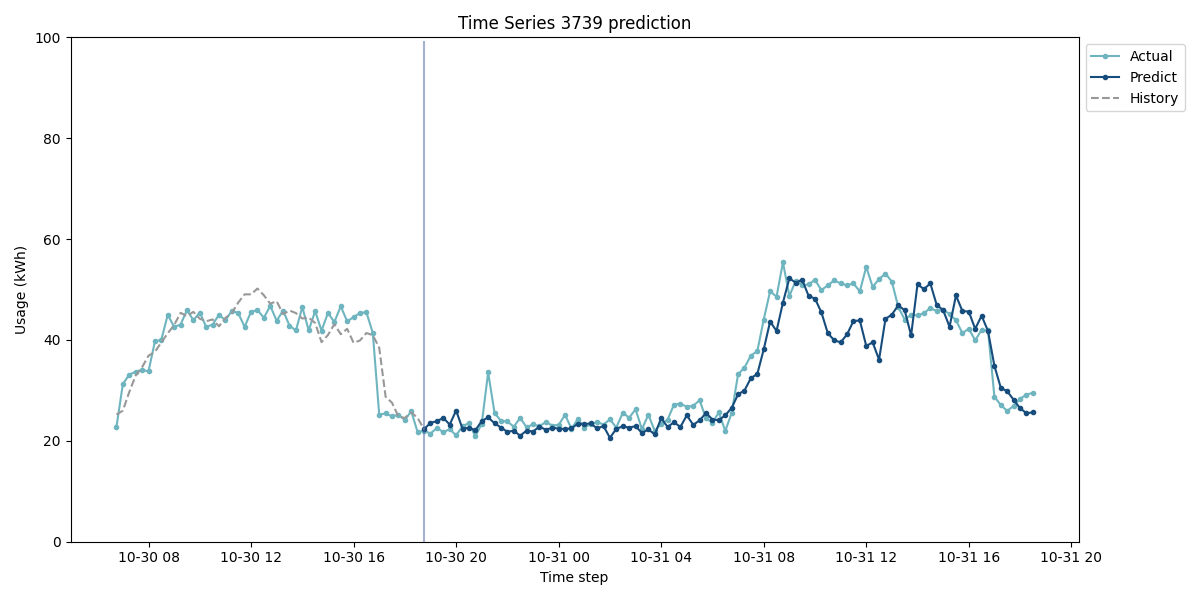 Time Series 3739 prediction
Usage (kWh)
100
80
60
40
20
0
10-30 08
10-30 12
10-30 16
10-30 20
10-31 00
10-31 04
10-31 08
10-31 12
10-31 16
10-31 20
Time step
Actual
Predict
History